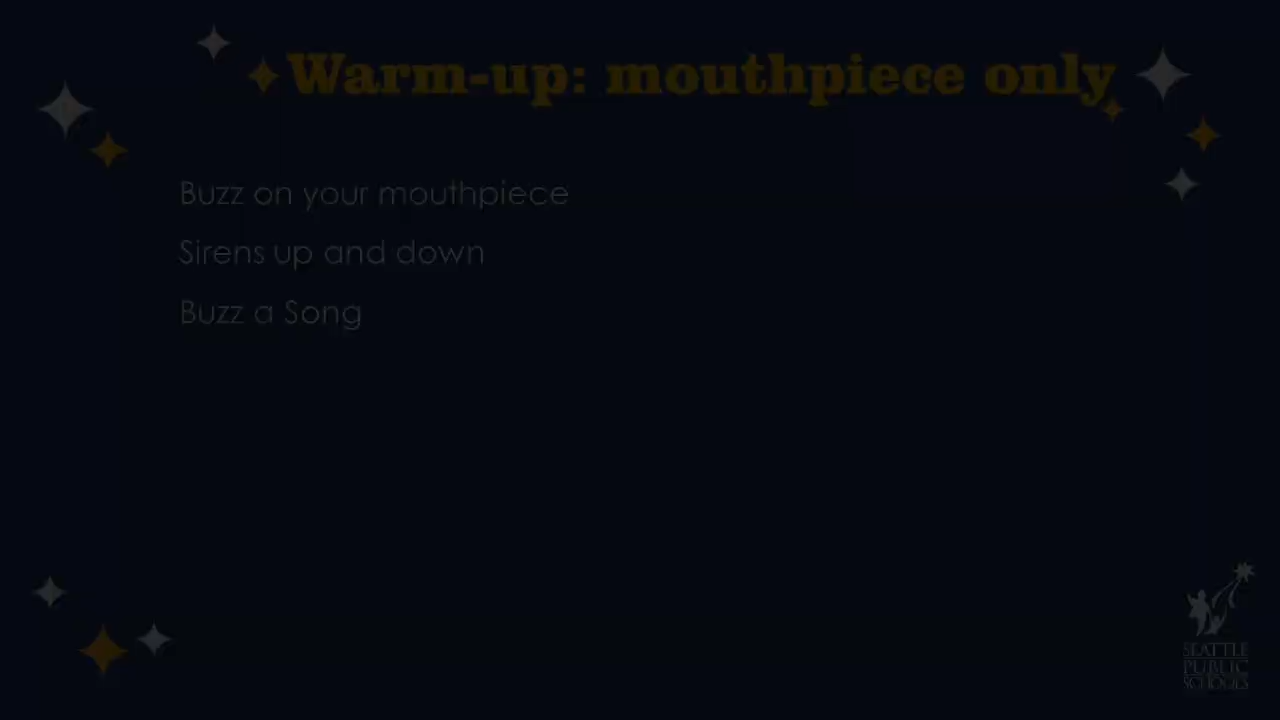 Warm-up: mouthpiece only
Buzz on your mouthpiece
Sirens up and down
Buzz a Song
SEATTLE
PUBLIC
SCHOOLS